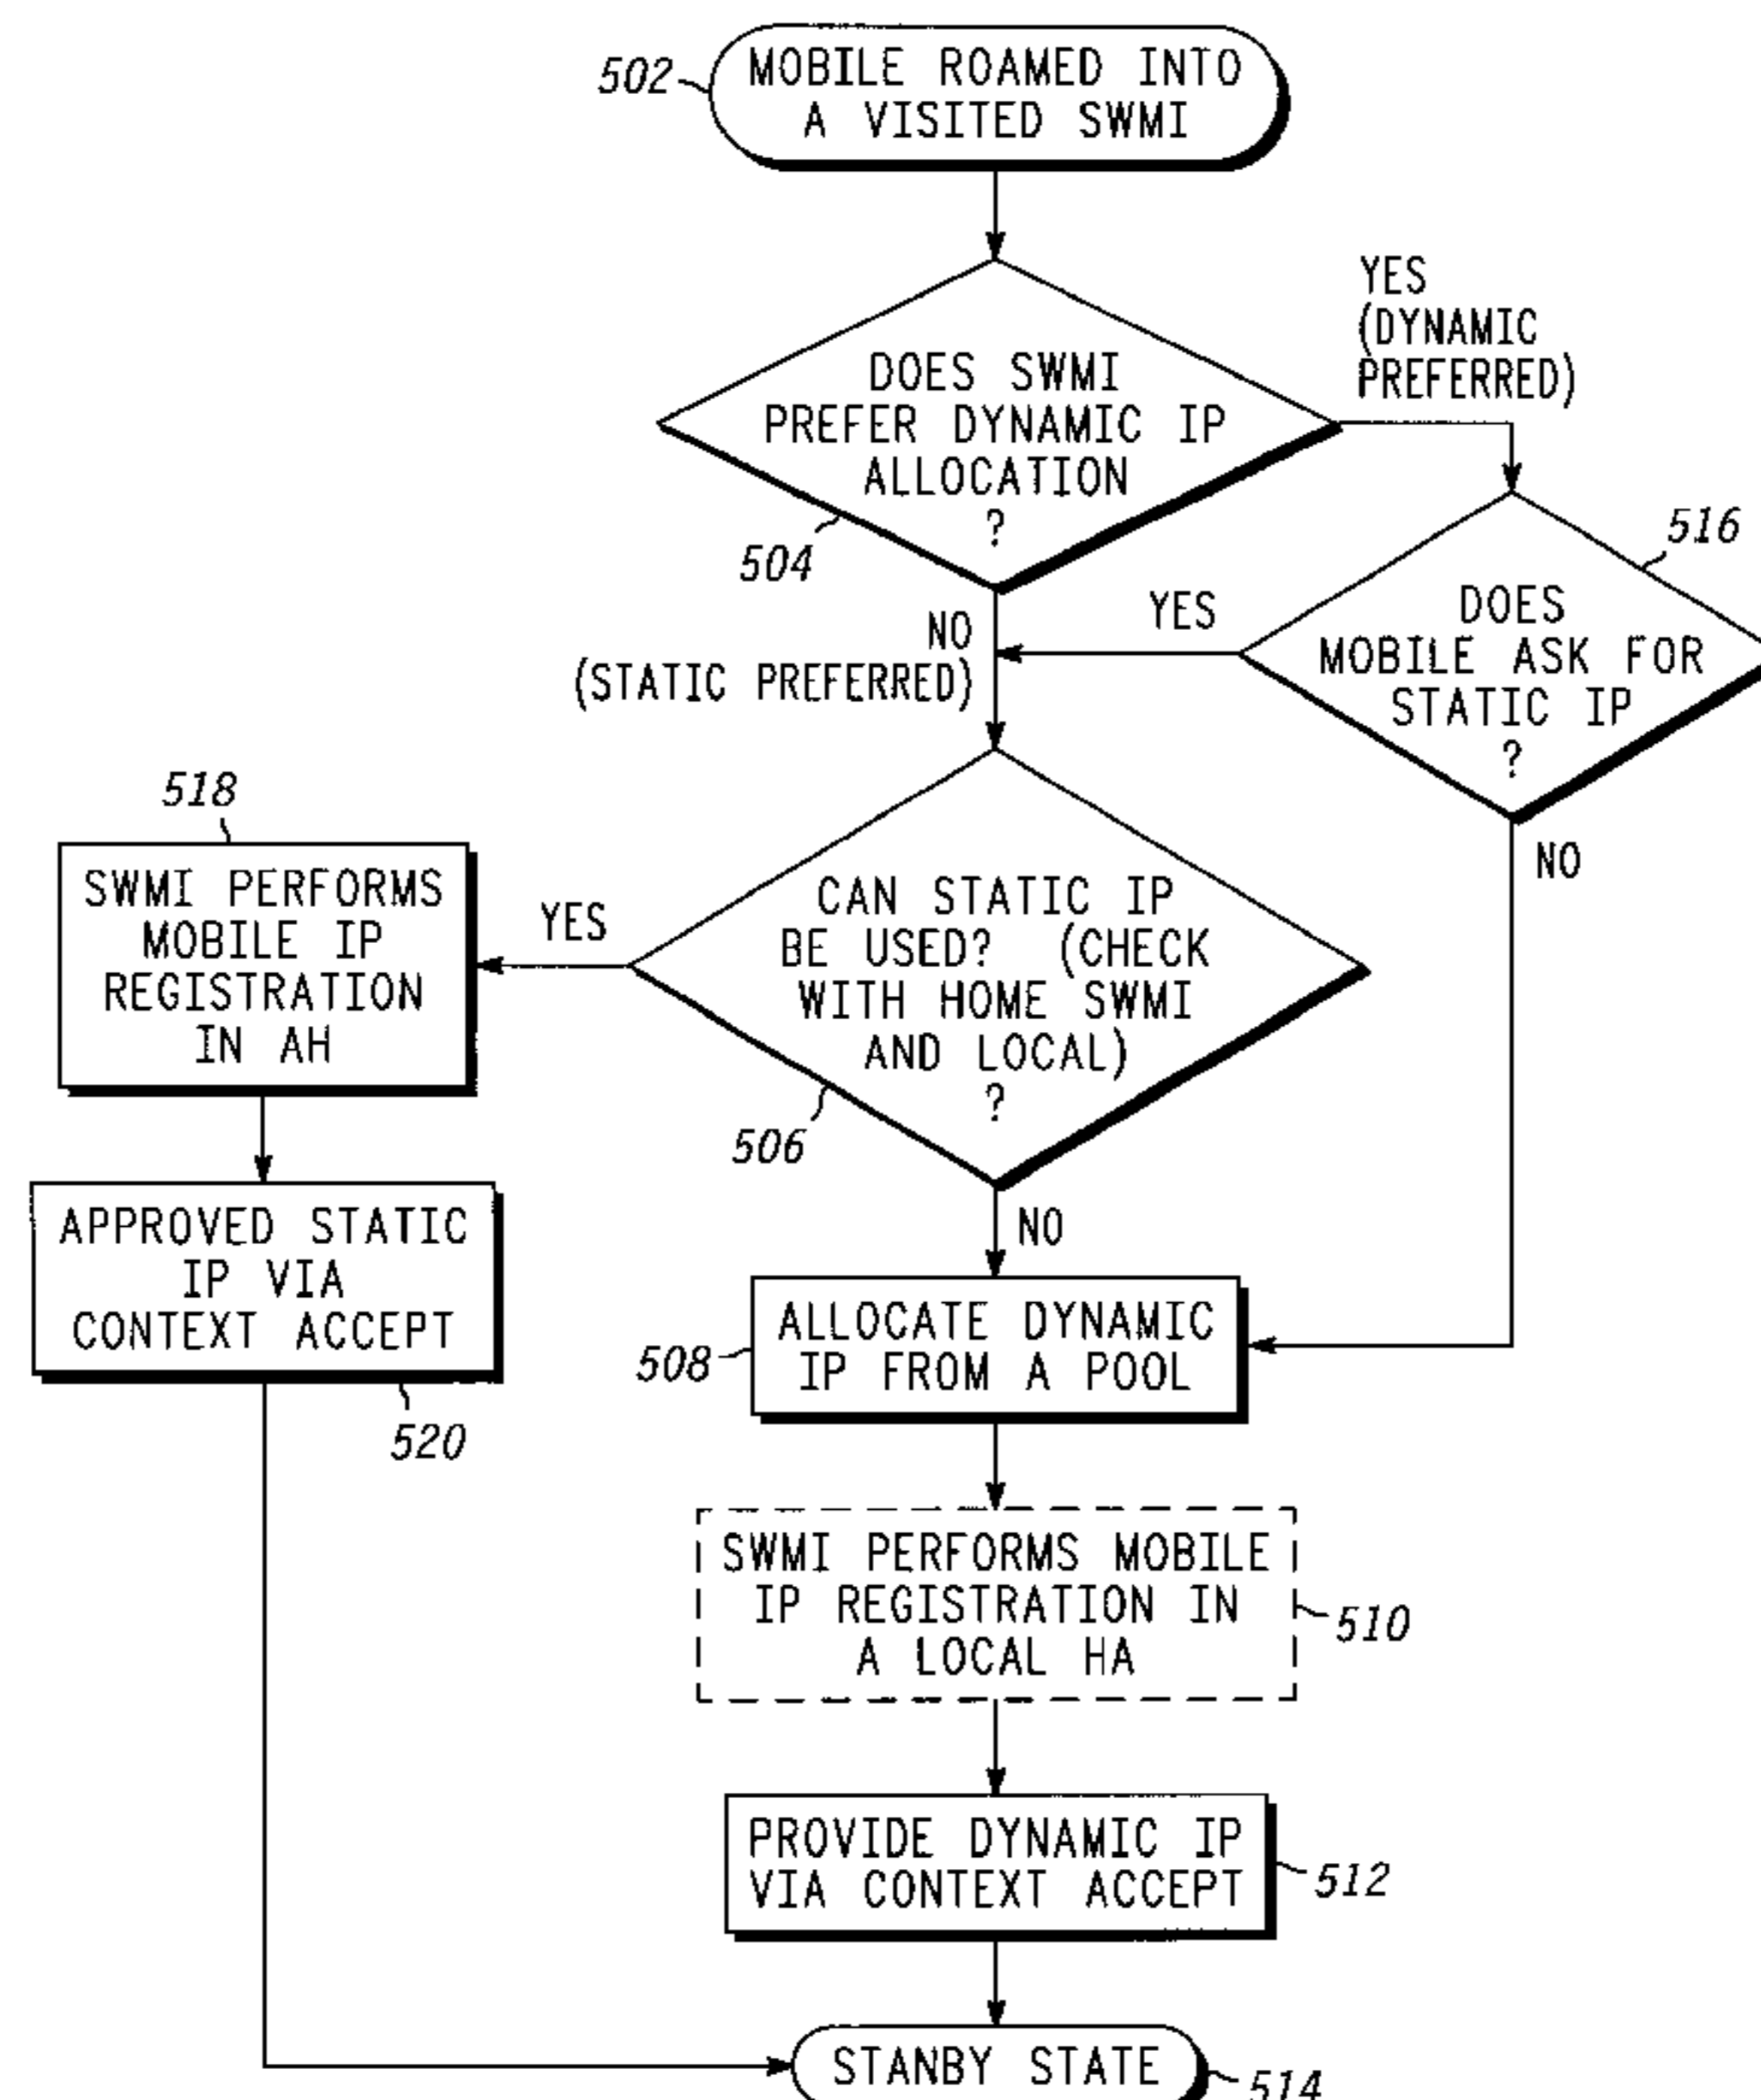 502
MOBILE ROAMED INTO
A VISITED SWMI
DOES SWMI
PREFER DYNAMIC IP
ALLOCATION
?
504
YES
(DYNAMIC
PREFERRED)
516
DOES
MOBILE ASK FOR
STATIC IP
?
YES
NO
NO
(STATIC PREFERRED)
CAN STATIC IP
BE USED? (CHECK
WITH HOME SWMI
AND LOCAL)
?
506
YES
518
SWMI PERFORMS
MOBILE IP
REGISTRATION
IN AH
APPROVED STATIC
IP VIA
CONTEXT ACCEPT
520
NO
ALLOCATE DYNAMIC
IP FROM A POOL
508
SWMI PERFORMS MOBILE
IP REGISTRATION IN
A LOCAL HA
510
PROVIDE DYNAMIC IP
VIA CONTEXT ACCEPT
512
STANBY STATE
514